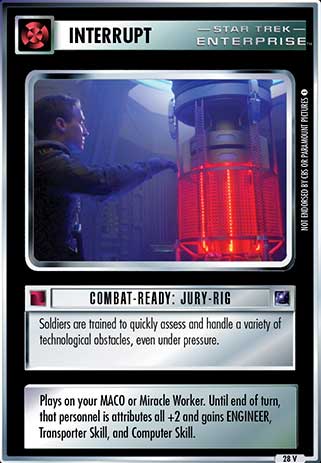 INTERRUPT
STAR TREK
ENTERPRISE™
NOT ENDORSED BY CBS OR PARAMOUNT PICTURES
COMBAT-READY: JURY-RIG
Soldiers are trained to quickly assess and handle a variety of
technological obstacles, even under pressure.
Plays on your MACO or Miracle Worker. Until end of turn,
that personnel is attributes all +2 and gains ENGINEER,
Transporter Skill, and Computer Skill.
28 V